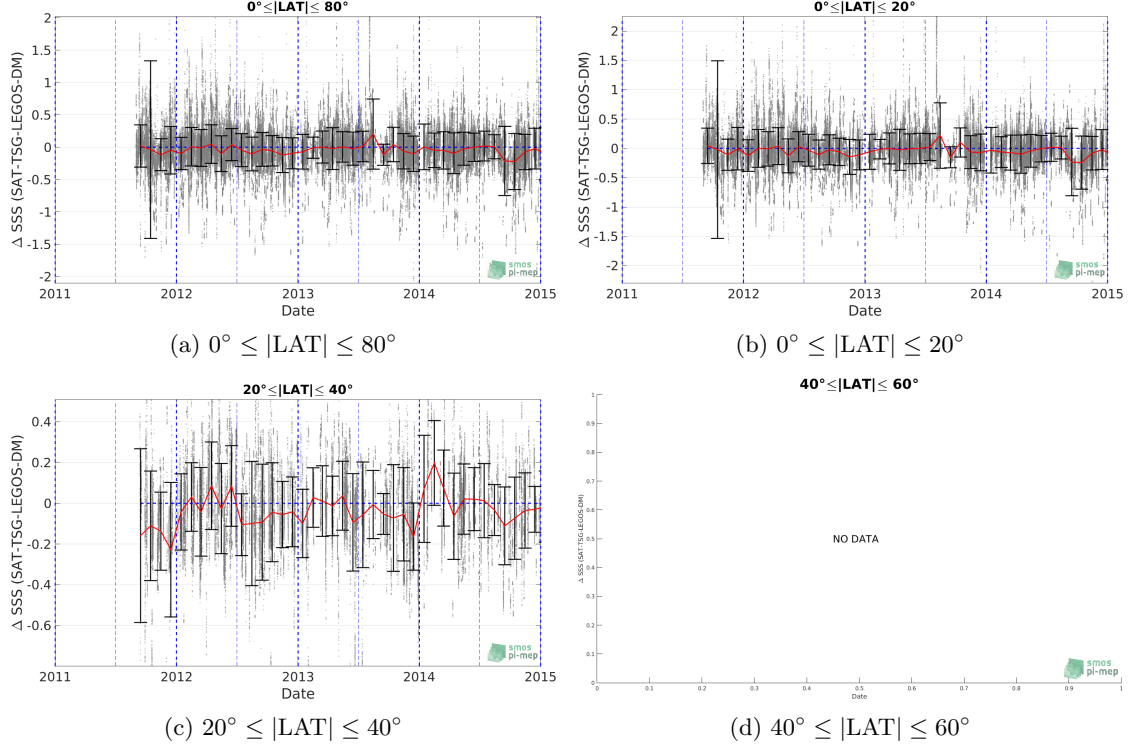 0°≤|LAT|≤ 80°
Δ SSS (SAT-TSG-LEGOS-DM)
2
1.5
1
0.5
0
-0.5
-1
-1.5
-2
2011 2012 2013 2014 2015
Date
smos
pi-mep
(a) 0° ≤ |LAT| ≤ 80°
0°≤|LAT|≤ 20°
Δ SSS (SAT-TSG-LEGOS-DM)
2
1.5
1
0.5
0
-0.5
-1
-1.5
-2
2011 2012 2013 2014 2015
Date
smos
pi-mep
(b) 0° ≤ |LAT| ≤ 20°
20°≤|LAT|≤ 40°
Δ SSS (SAT-TSG-LEGOS-DM)
0.4
0.2
0
-0.2
-0.4
-0.6
2011 2012 2013 2014 2015
Date
smos
pi-mep
(c) 20° ≤ |LAT| ≤ 40°
40°≤|LAT|≤ 60°
Δ SSS (SAT-TSG-LEGOS-DM)
1
0.9
0.8
0.7
0.6
0.5
0.4
0.3
0.2
0.1
0
NO DATA
0 0.1 0.2 0.3 0.4 0.5 0.6 0.7 0.8 0.9 1
Date
smos
pi-mep
(d) 40° ≤ |LAT| ≤ 60°